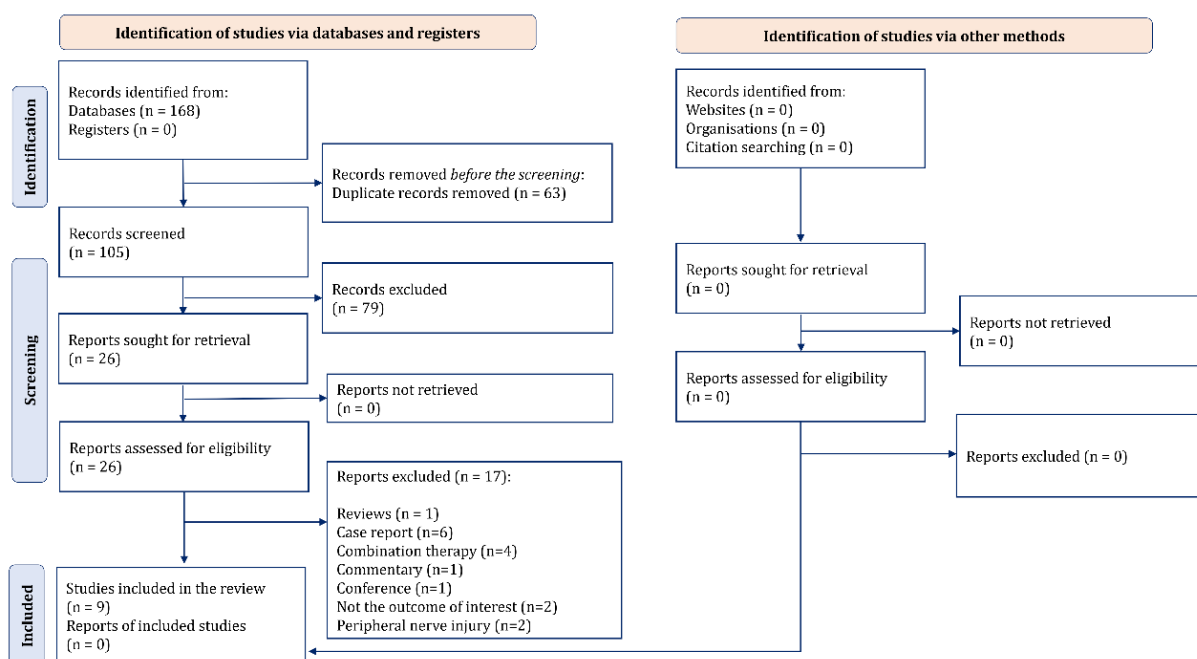 Identification of studies via databases and registers
Identification of studies via other methods
Identification
Records identified from:
Databases (n = 168)
Registers (n = 0)
Records removed before the screening:
Duplicate records removed (n = 63)
Records identified from:
Websites (n = 0)
Organisations (n = 0)
Citation searching (n = 0)
Screening
Records screened
(n = 105)
Records excluded
(n = 79)
Reports sought for retrieval
(n = 26)
Reports not retrieved
(n = 0)
Reports assessed for eligibility
(n = 26)
Reports excluded (n = 17):
Reviews (n = 1)
Case report (n=6)
Combination therapy (n=4)
Commentary (n=1)
Conference (n=1)
Not the outcome of interest (n=2)
Peripheral nerve injury (n=2)
Reports sought for retrieval
(n = 0)
Reports not retrieved
(n = 0)
Reports assessed for eligibility
(n = 0)
Reports excluded (n = 0)
Included
Studies included in the review
(n = 9)
Reports of included studies
(n = 0)